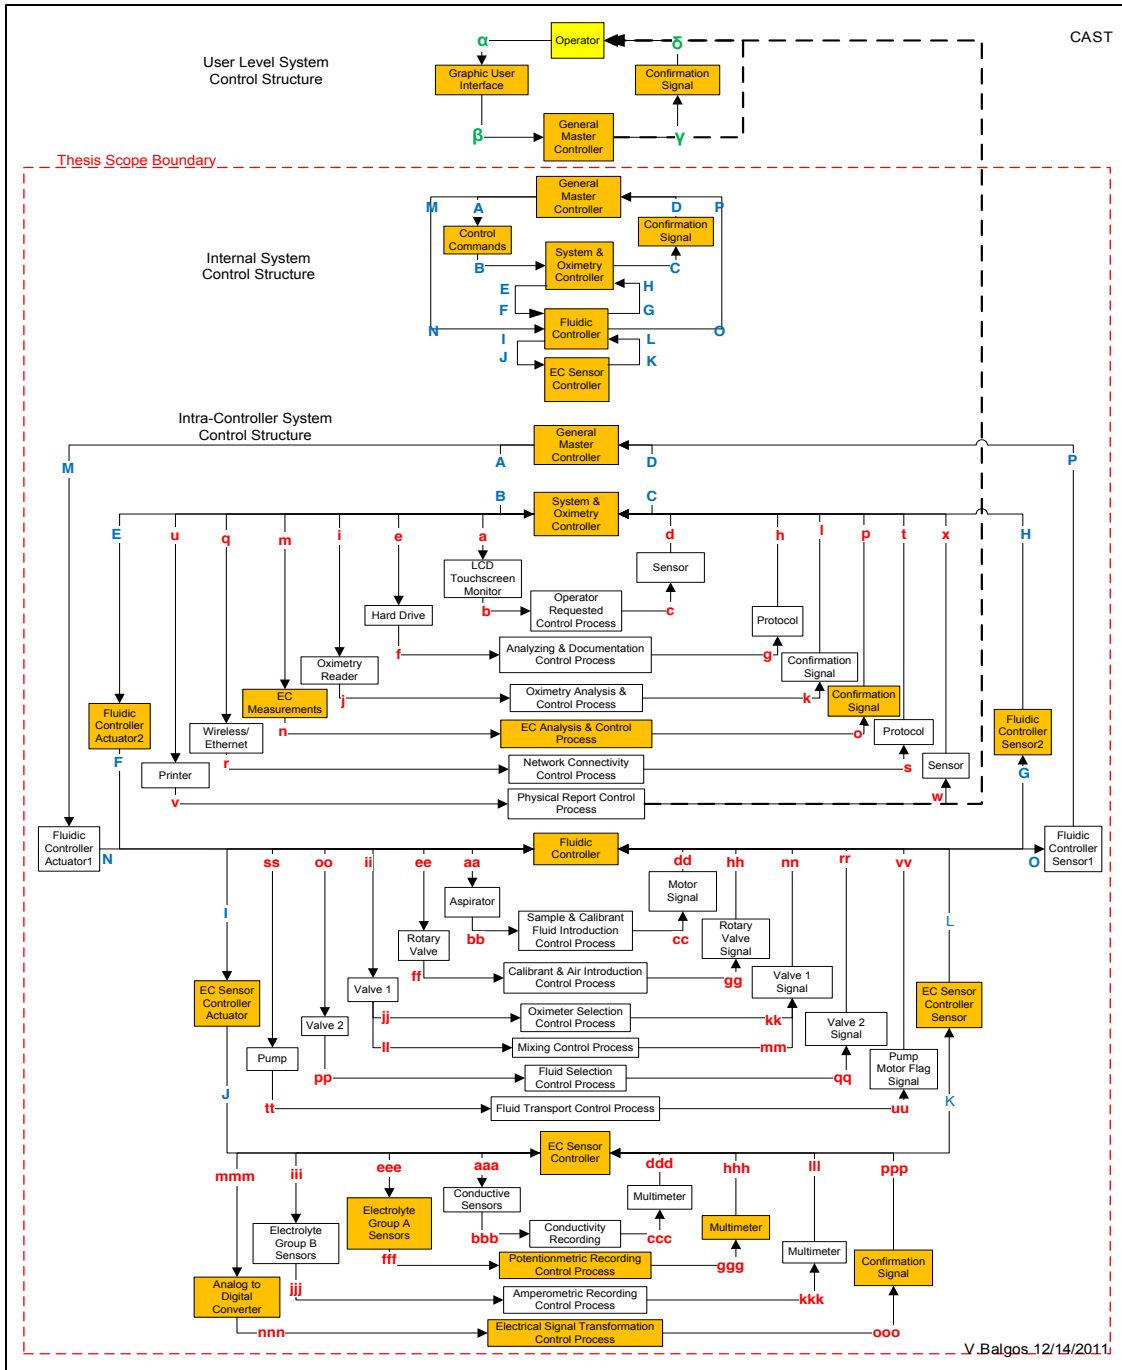 CAST
User Level System
Control Structure
α
Operator
δ
Graphic User
Interface
Confirmation
Signal
β
General
Master
Controller
γ
Thesis Scope Boundary
Internal System
Control Structure
M
A
General
Master
Controller
D
P
Control
Commands
Confirmation
Signal
B
System &
Oximetry
Controller
C
E
H
F
G
N
Fluidic
Controller
O
I
L
J
K
EC Sensor
Controller
Intra-Controller System
Control Structure
General
Master
Controller
M
A
D
P
B
C
System &
Oximetry
Controller
E
u
q
m
i
e
a
d
h
l
p
t
x
H
LCD
Touchscreen
Monitor
Sensor
b
Operator
Requested
Control Process
c
Hard Drive
Protocol
f
Analyzing & Documentation
Control Process
g
Oximetry
Reader
Confirmation
Signal
j
Oximetry Analysis &
Control Process
k
EC
Measurements
Confirmation
Signal
n
EC Analysis & Control
Process
o
Fluidic
Controller
Actuator2
Wireless/
Ethernet
Protocol
Fluidic
Controller
Sensor2
F
r
Network Connectivity
Control Process
s
G
Printer
Sensor
v
Physical Report Control
Process
w
Fluidic
Controller
Actuator1
N
Fluidic
Controller
O
Fluidic
Controller
Sensor1
ss
oo
ii
ee
aa
dd
hh
nn
rr
vv
I
L
Aspirator
Motor
Signal
bb
Sample & Calibrant
Fluid Introduction
Control Process
cc
Rotary
Valve
Rotary
Valve
Signal
ff
Calibrant & Air Introduction
Control Process
gg
Valve 1
Valve 1
Signal
EC Sensor
Controller
Actuator
EC Sensor
Controller
Sensor
jj
Oximeter Selection
Control Process
kk
Valve 2
Valve 2
Signal
ll
Mixing Control Process
mm
Pump
Pump
Motor Flag
Signal
pp
Fluid Selection
Control Process
qq
J
K
tt
Fluid Transport Control Process
uu
EC Sensor
Controller
mmm
iii
eee
aaa
ddd
hhh
lll
ppp
Conductive
Sensors
Multimeter
Electrolyte
Group A
Sensors
Multimeter
bbb
Conductivity
Recording
ccc
Electrolyte
Group B
Sensors
Multimeter
fff
Potentionmetric Recording
Control Process
ggg
Confirmation
Signal
Analog to
Digital
Converter
jjj
Amperometric Recording
Control Process
kkk
nnn
Electrical Signal Transformation
Control Process
ooo
V.Balgos 12/14/2011